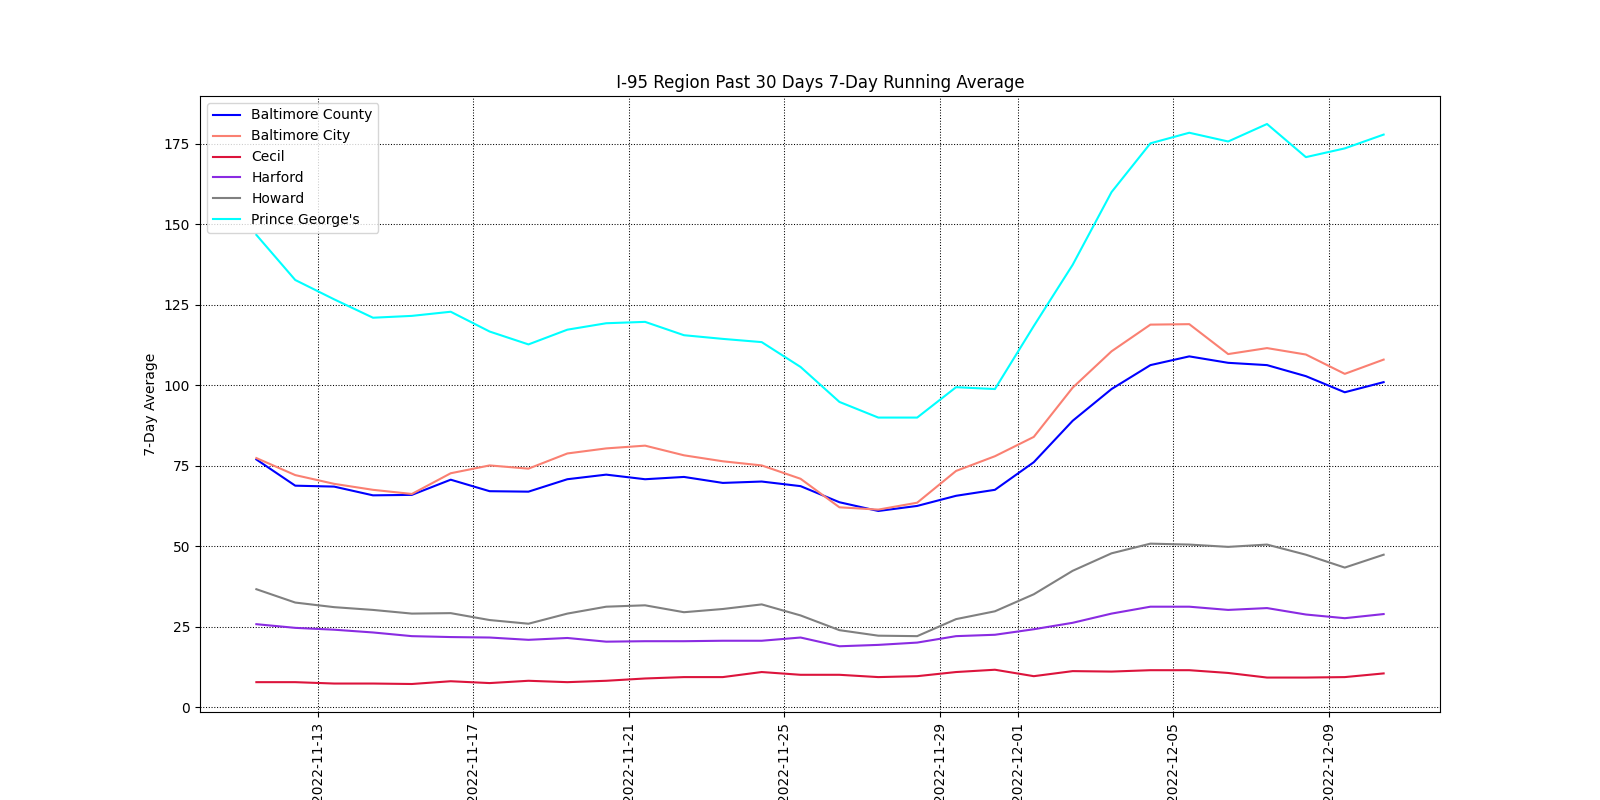 I-95 Region Past 30 Days 7-Day Running Average
Baltimore County
Baltimore City
Cecil
Harford
Howard
Prince George's
7-Day Average
175
150
125
100
75
50
25
0
2022-11-13
2022-11-17
2022-11-21
2022-11-25
2022-11-29
2022-12-01
2022-12-05
2022-12-09